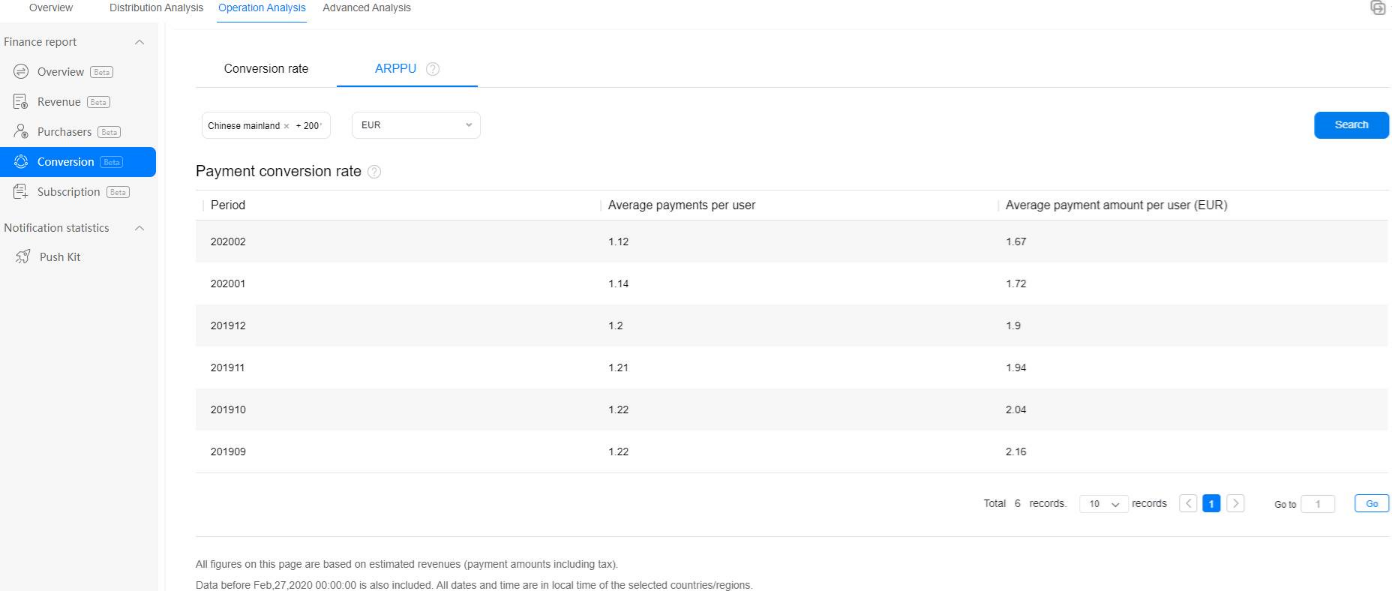 Overview Distribution Analysis Operation Analysis Advanced Analysis
Finance report
Overview Beta
Revenue Beta
Purchasers Beta
Conversion Beta
Subscription Beta
Notification statistics
Push Kit
Conversion rate ARPPU ?
Chinese mainland × + 200 EUR Search
Payment conversion rate ?
Period Average payments per user Average payment amount per user (EUR)
202002 1.12 1.67
202001 1.14 1.72
201912 1.2 1.9
201911 1.21 1.94
201910 1.22 2.04
201909 1.22 2.16
Total 6 records. 10 records < 1 > Go to 1 Go
All figures on this page are based on estimated revenues (payment amounts including tax).
Data before Feb,27,2020 00:00:00 is also included. All dates and time are in local time of the selected countries/regions.